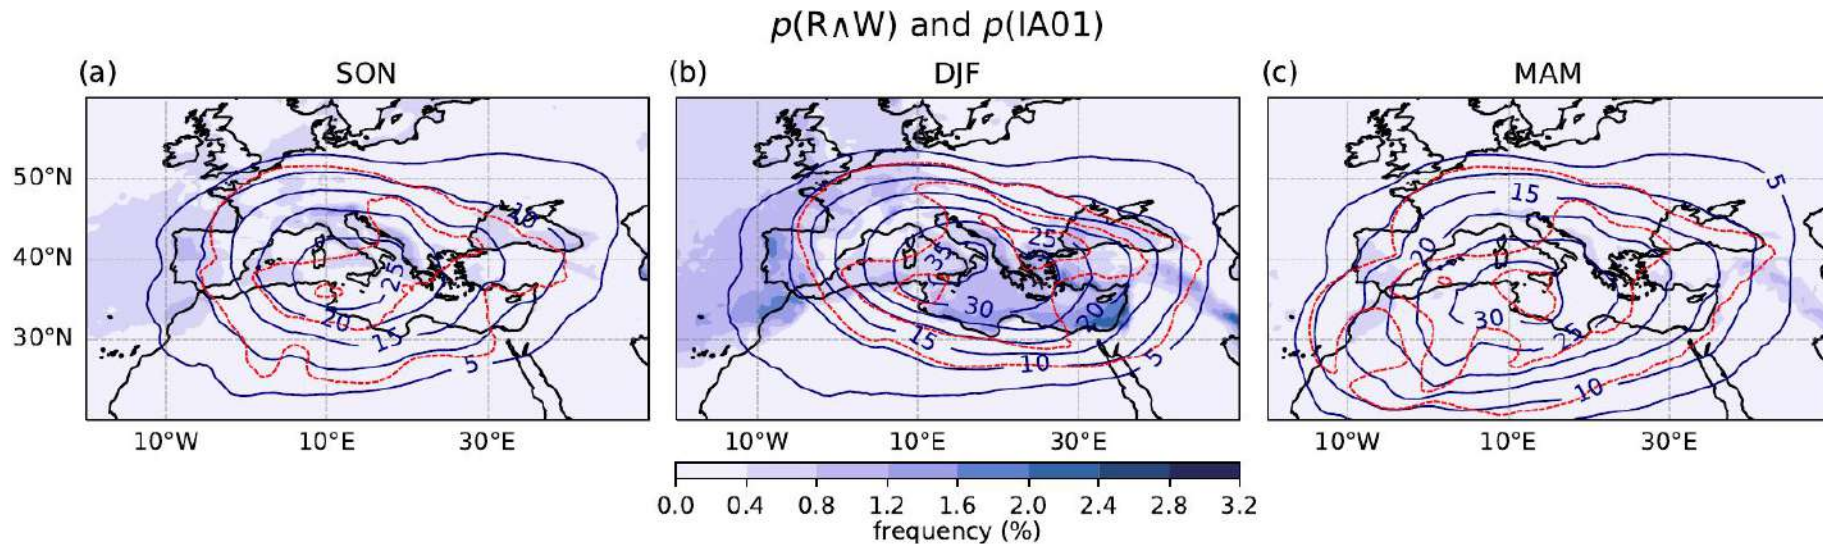 p(R∧W) and p(IA01)
(a) SON (b) DJF (c) MAM
50°N
40°N
30°N
15 25 20 15 5
25 35 30 20 15 10 5
15 20 30 25 10 5
10°W 10°E 30°E 10°W 10°E 30°E 10°W 10°E 30°E
0.0 0.4 0.8 1.2 1.6 2.0 2.4 2.8 3.2
frequency (%)